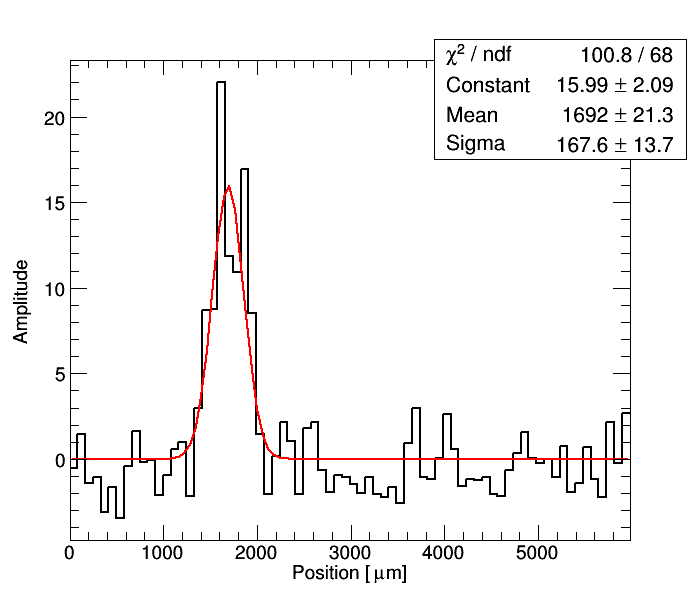 χ² / ndf 100.8 / 68
Constant 15.99 ± 2.09
Mean 1692 ± 21.3
Sigma 167.6 ± 13.7
20
15
10
5
0
Amplitude
0 1000 2000 3000 4000 5000
Position [ μm]